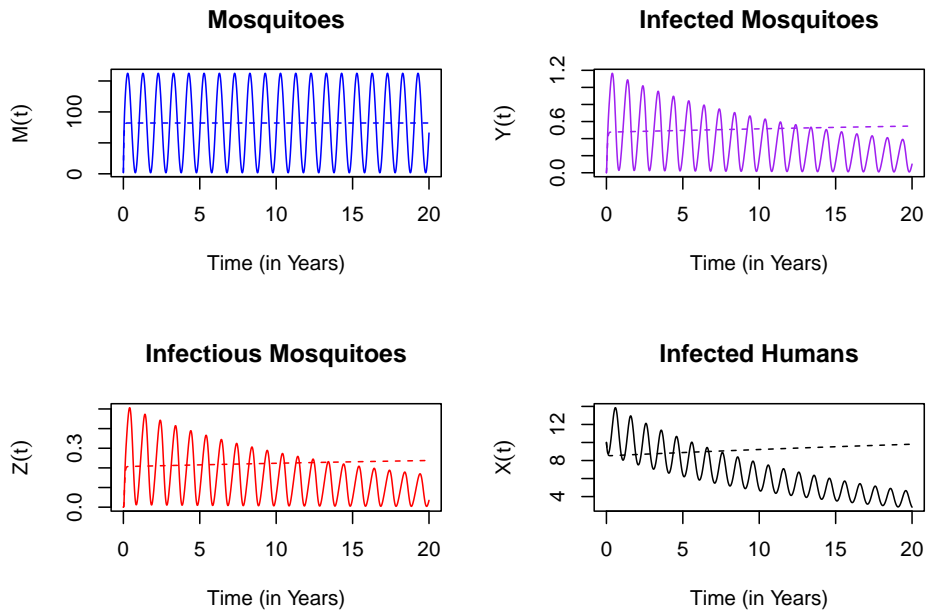 Mosquitoes
M(t)
0 100
0 5 10 15 20
Time (in Years)
Infected Mosquitoes
Y(t)
0.0 0.6 1.2
0 5 10 15 20
Time (in Years)
Infectious Mosquitoes
Z(t)
0.0 0.3
0 5 10 15 20
Time (in Years)
Infected Humans
X(t)
4 8 12
0 5 10 15 20
Time (in Years)